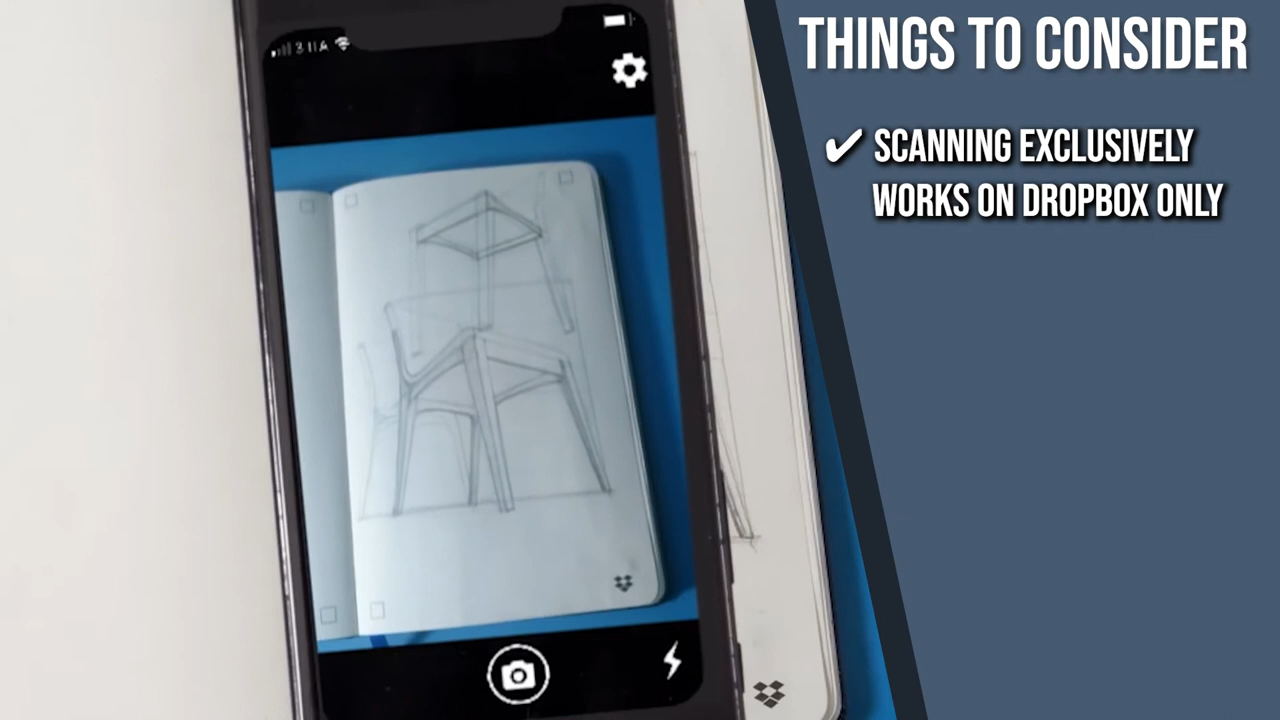 THINGS TO CONSIDER
✔ SCANNING EXCLUSIVELY
WORKS ON DROPBOX ONLY